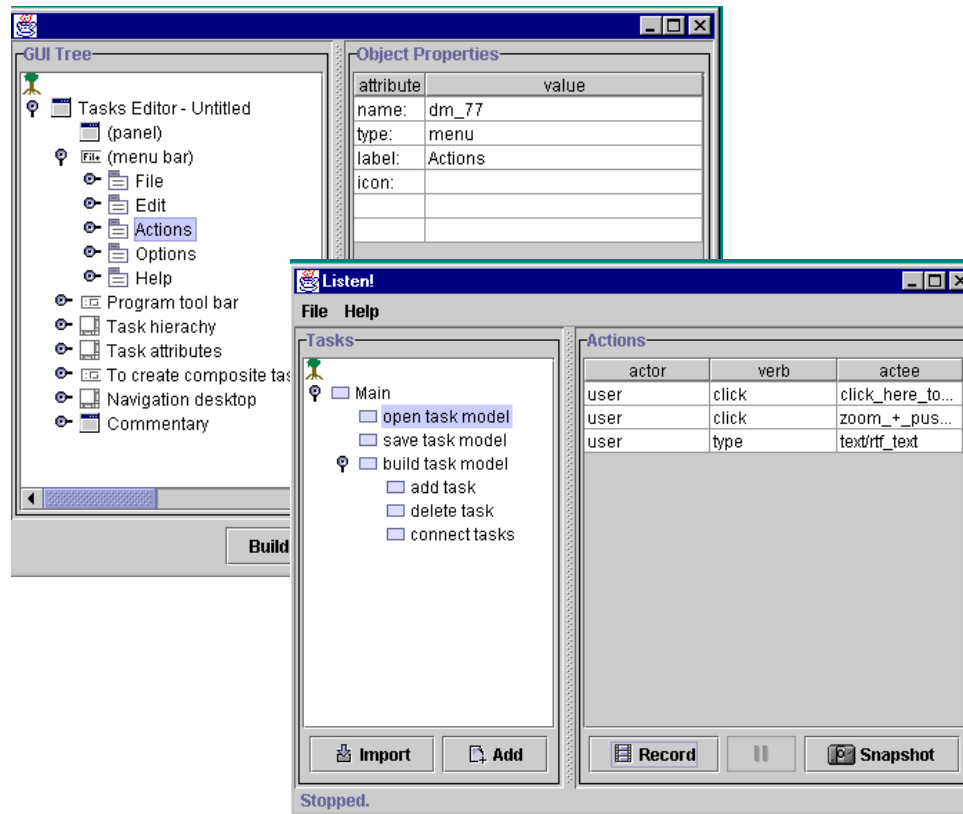 GUI Tree
Tasks Editor - Untitled
(panel)
File
(menu bar)
File
Edit
Actions
Options
Help
Program tool bar
Task hierachy
Task attributes
To create composite tas
Navigation desktop
Commentary
Build
Object Properties
attribute value
name: dm_77
type: menu
label: Actions
icon:
Listen!
File Help
Tasks
Main
open task model
save task model
build task model
add task
delete task
connect tasks
Import Add
Actions
actor verb actee
user click click_here_to...
user click zoom_+_pus...
user type text/rtf_text
Record Snapshot
Stopped.